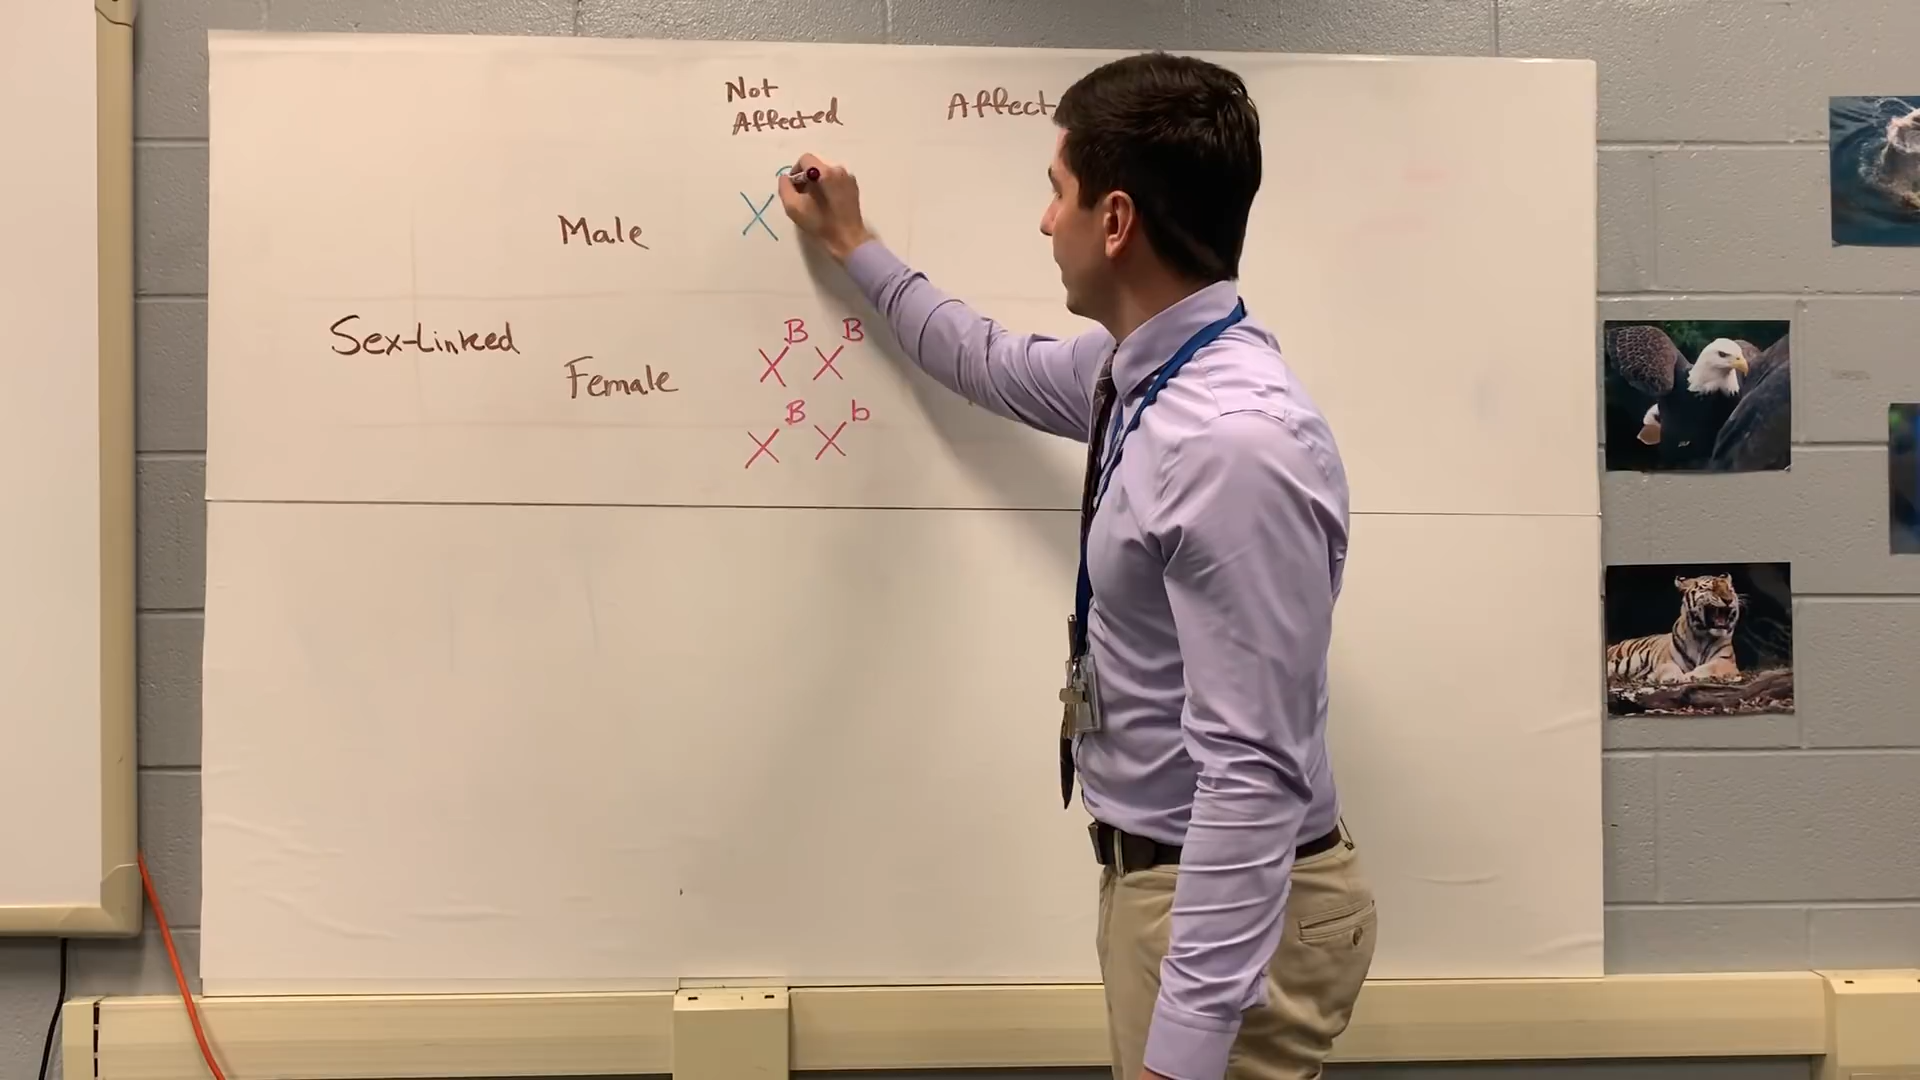 Not
Affected
Affect
Male
X
Sex-Linked
Female
X^B X^B
X^B X^b